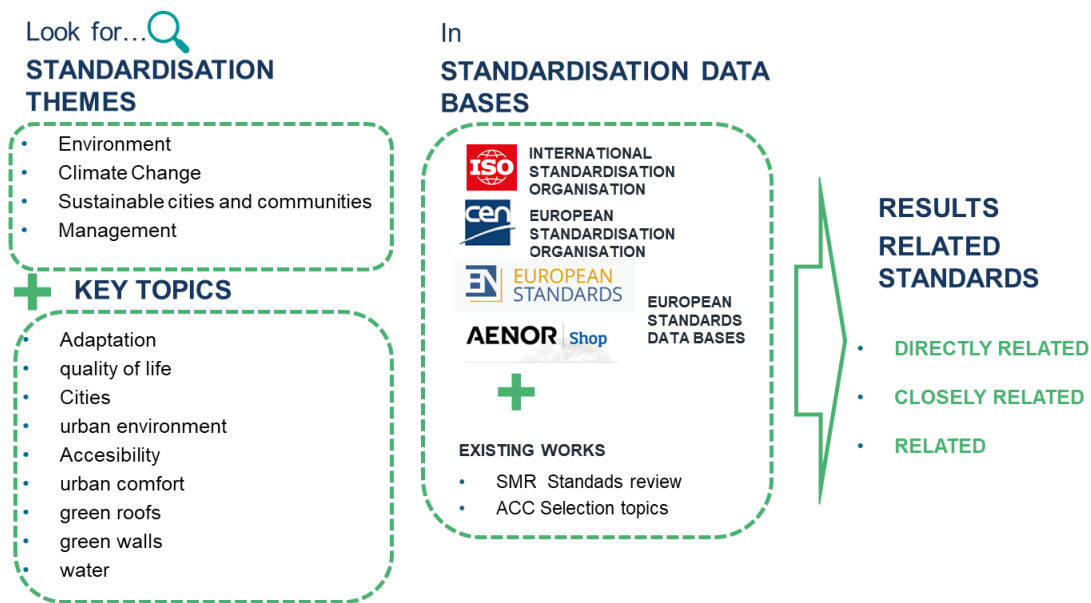 Look for...
STANDARDISATION
THEMES
Environment
Climate Change
Sustainable cities and communities
Management
KEY TOPICS
Adaptation
quality of life
Cities
urban environment
Accesibility
urban comfort
green roofs
green walls
water
In
STANDARDISATION DATA
BASES
ISO
INTERNATIONAL
STANDARDISATION
ORGANISATION
cen
EUROPEAN
STANDARDISATION
ORGANISATION
EN EUROPEAN
STANDARDS
AENOR Shop
EUROPEAN
STANDARDS
DATA BASES
EXISTING WORKS
SMR Standads review
ACC Selection topics
RESULTS
RELATED
STANDARDS
DIRECTLY RELATED
CLOSELY RELATED
RELATED